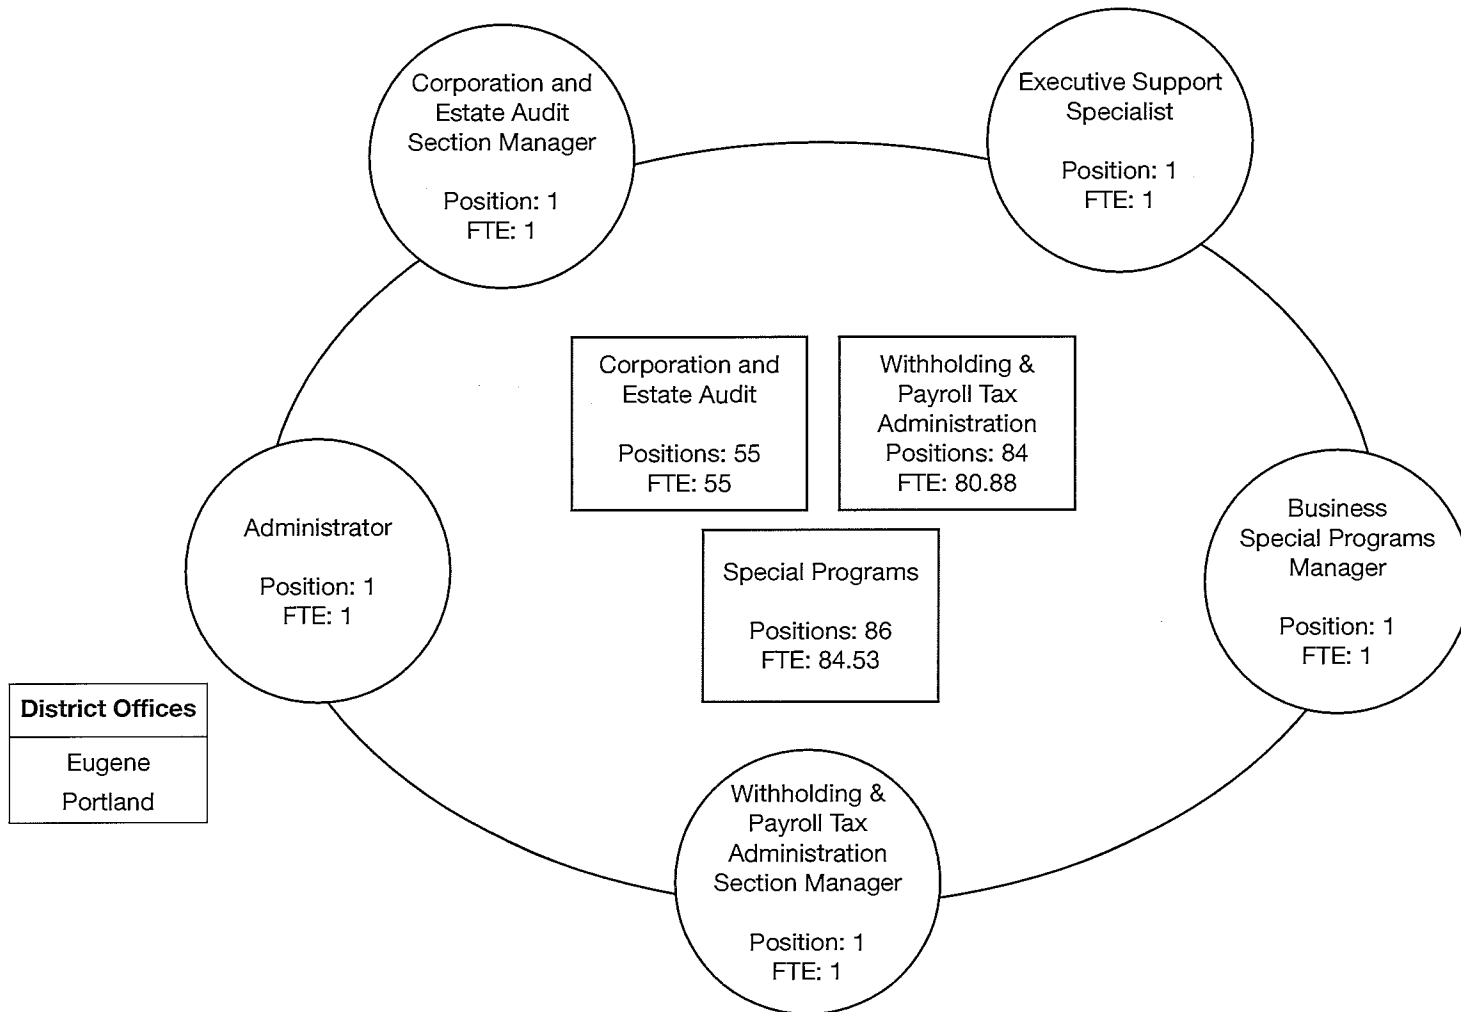 Corporation and
Estate Audit
Section Manager
Position: 1
FTE: 1
Executive Support
Specialist
Position: 1
FTE: 1
Corporation and
Estate Audit
Positions: 55
FTE: 55
Withholding &
Payroll Tax
Administration
Positions: 84
FTE: 80.88
Administrator
Position: 1
FTE: 1
Special Programs
Positions: 86
FTE: 84.53
Business
Special Programs
Manager
Position: 1
FTE: 1
District Offices
Eugene
Portland
Withholding &
Payroll Tax
Administration
Section Manager
Position: 1
FTE: 1